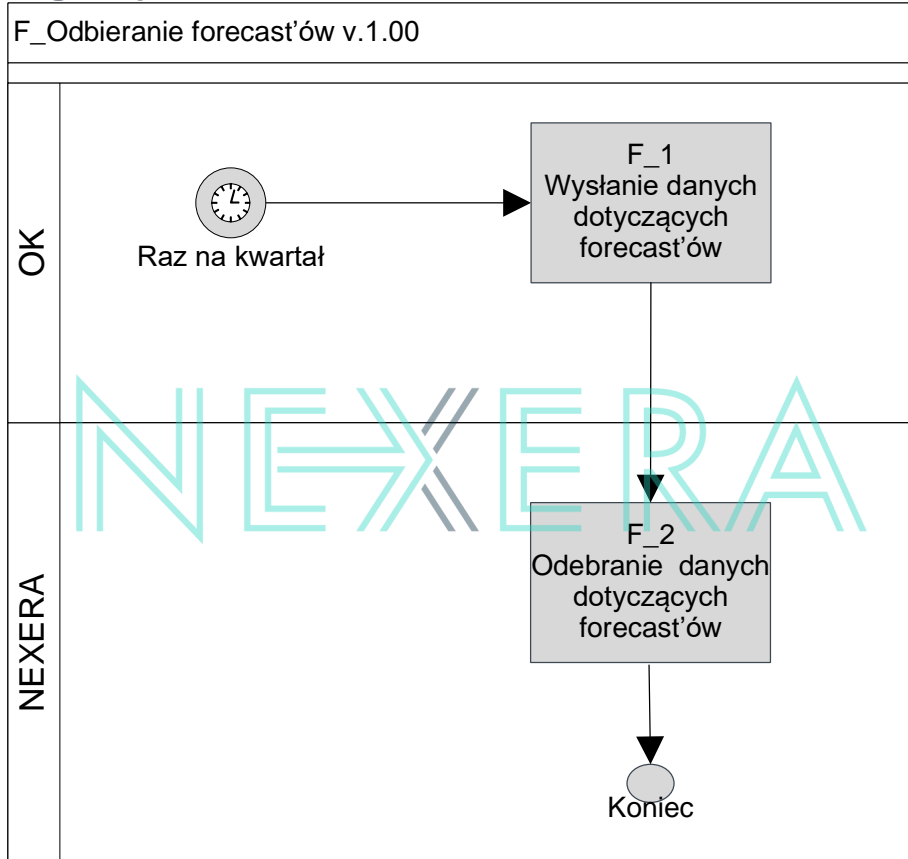 F_Odbieranie forecast’ów v.1.00
OK
Raz na kwartał
F_1
Wysłanie danych
dotyczących
forecast’ów
NEXERA
NEXERA
F_2
Odebranie danych
dotyczących
forecast’ów
Koniec